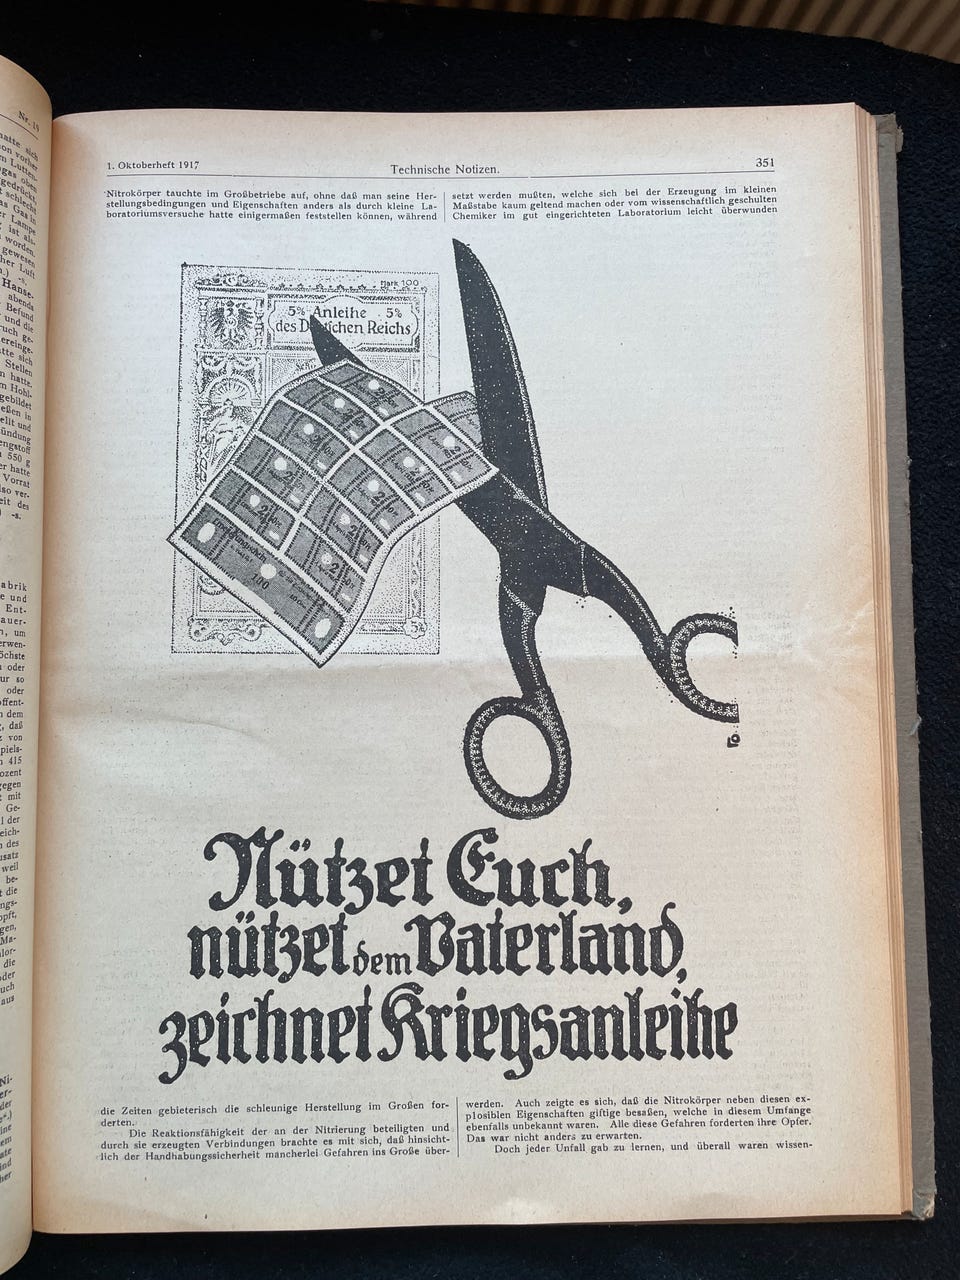 Nr. 19
1. Oktoberheft 1917
Technische Notizen.
351
Nitrokörper tauchte im Großbetriebe auf, ohne daß man seine Her-
stellungsbedingungen und Eigenschaften anders als durch kleine La-
boratoriumsversuche hatte einigermaßen feststellen können, während
setzt werden mußten, welche sich bei der Erzeugung im kleinen
Maßstabe kaum geltend machen oder vom wissenschaftlich geschulten
Chemiker im gut eingerichteten Laboratorium leicht überwunden
Mark 100
5% Anleihe 5%
des Deutschen Reichs
LO
Nützet Euch,
nützet dem Vaterland,
zeichnet Kriegsanleihe
die Zeiten gebieterisch die schleunige Herstellung im Großen for-
derten.
Die Reaktionsfähigkeit der an der Nitrierung beteiligten und
durch sie erzeugten Verbindungen brachte es mit sich, daß hinsicht-
lich der Handhabungssicherheit mancherlei Gefahren ins Große über-
werden. Auch zeigte es sich, daß die Nitrokörper neben diesen ex-
plosiblen Eigenschaften giftige besaßen, welche in diesem Umfange
ebenfalls unbekannt waren. Alle diese Gefahren forderten ihre Opfer.
Das war nicht anders zu erwarten.
Doch jeder Unfall gab zu lernen, und überall waren wissen-